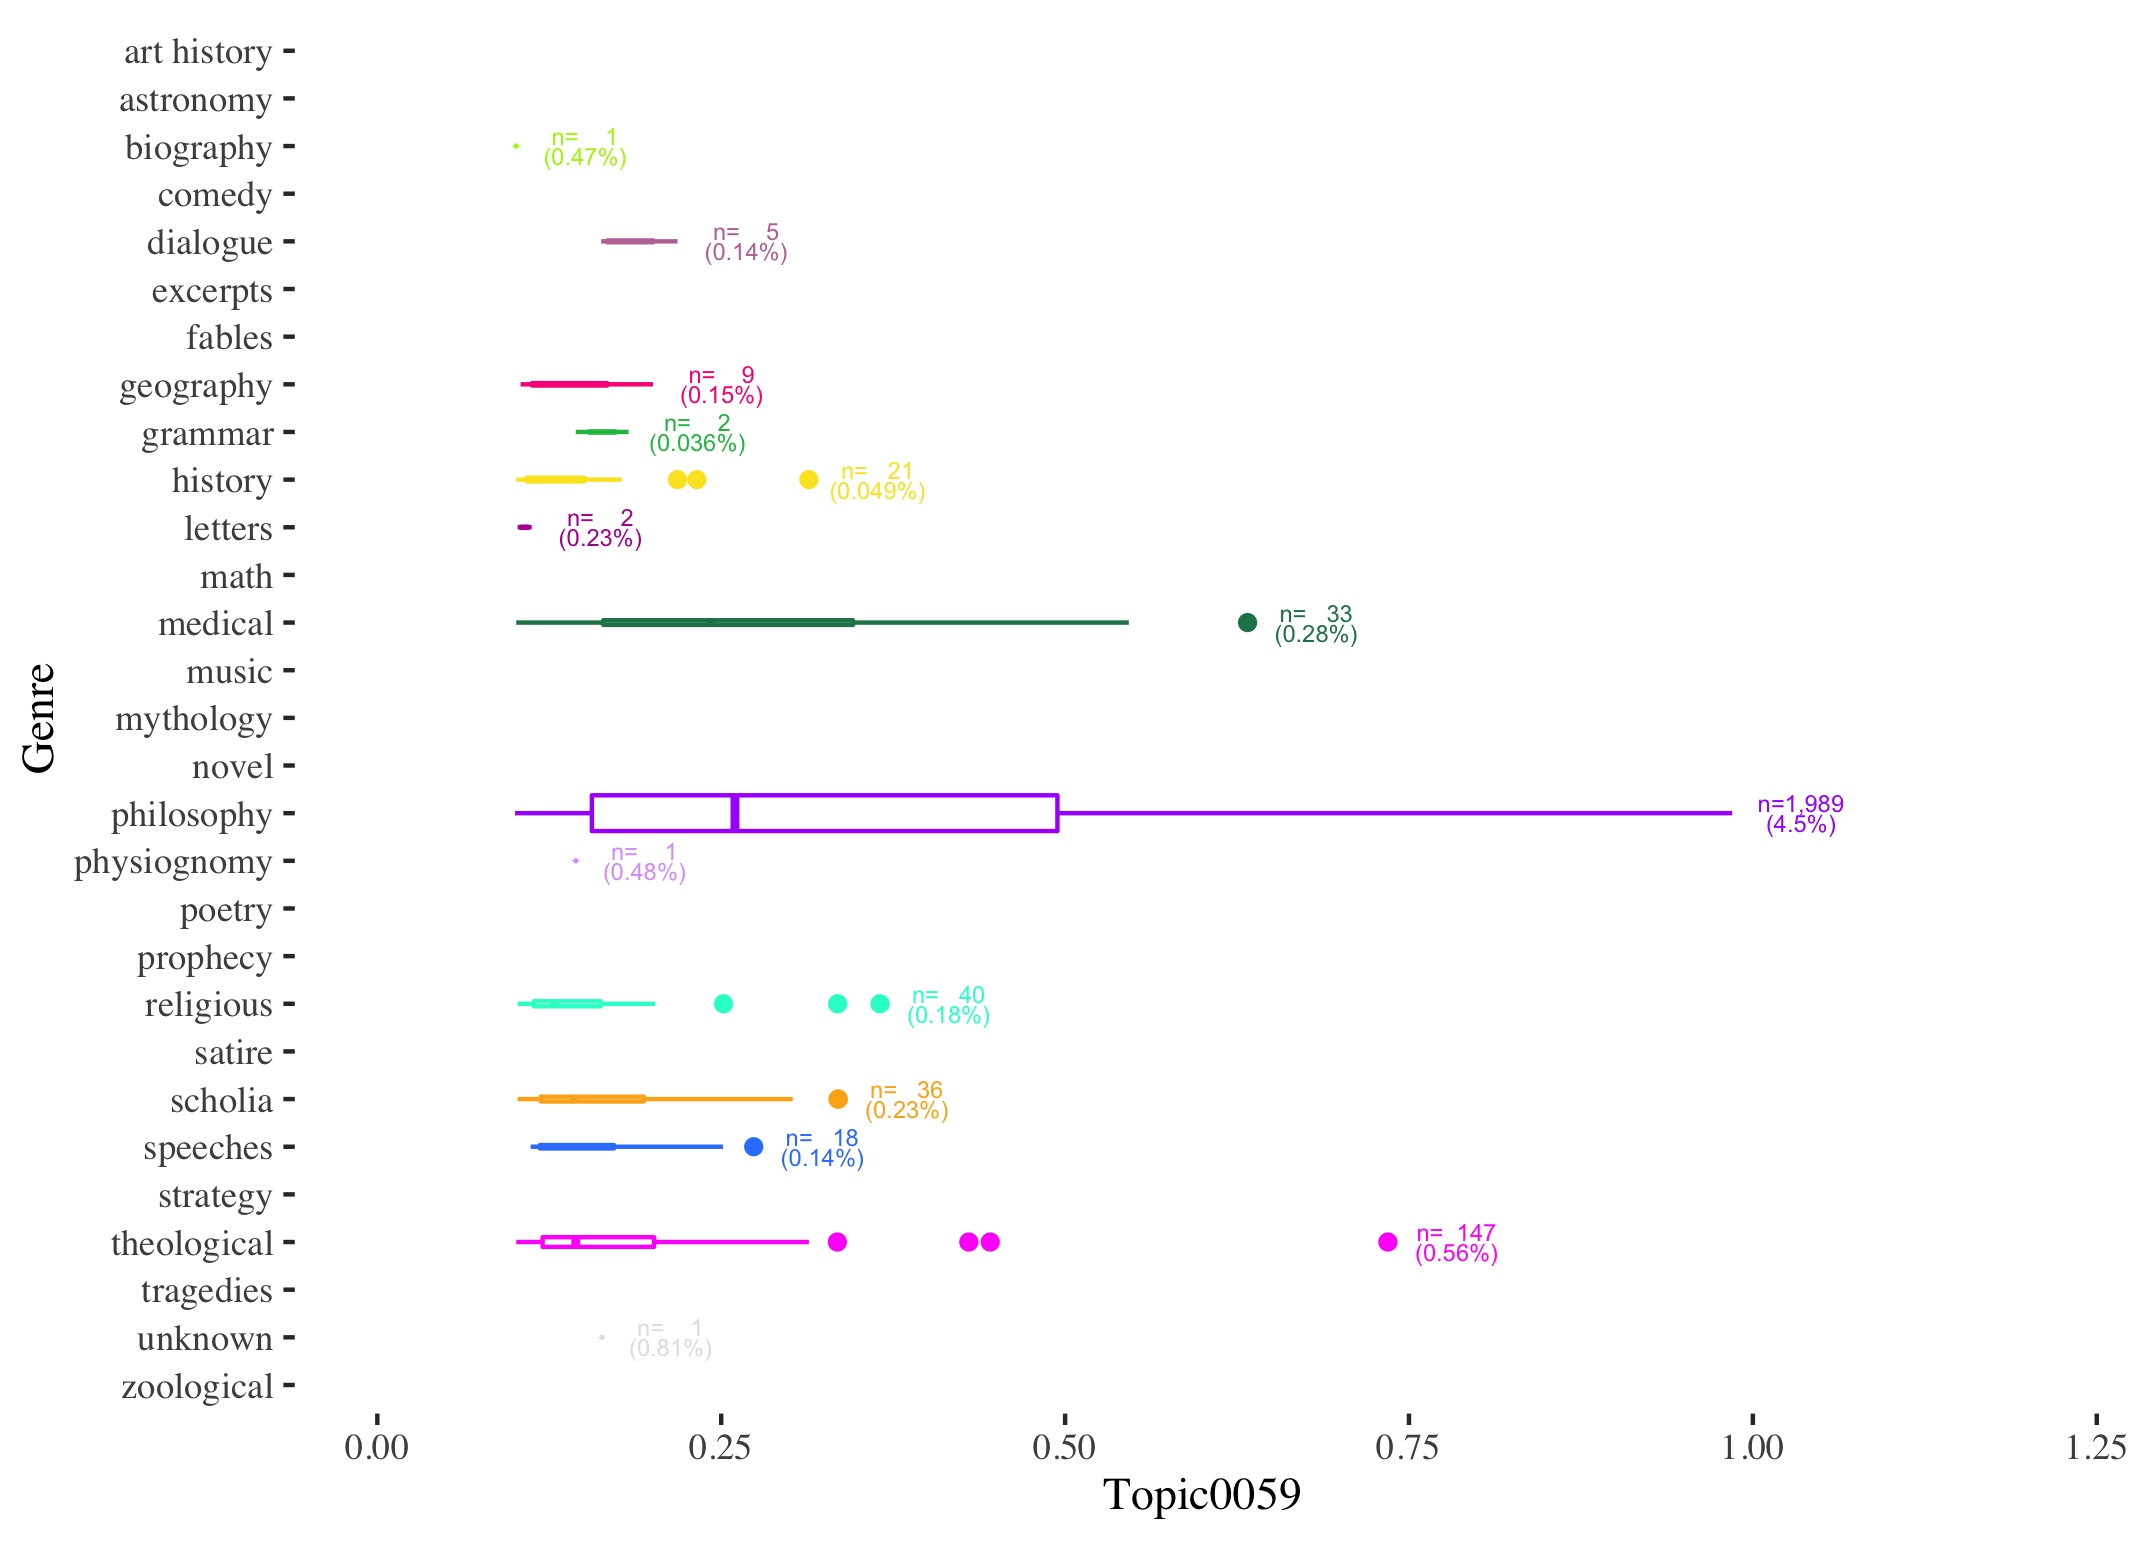 art history
astronomy
biography
n= 1
(0.47%)
comedy
dialogue
n= 5
(0.14%)
excerpts
fables
geography
n= 9
(0.15%)
grammar
n= 2
(0.036%)
history
n= 21
(0.049%)
letters
n= 2
(0.23%)
math
medical
n= 33
(0.28%)
music
mythology
novel
philosophy
n=1,989
(4.5%)
physiognomy
n= 1
(0.48%)
poetry
prophecy
religious
n= 40
(0.18%)
satire
scholia
n= 36
(0.23%)
speeches
n= 18
(0.14%)
strategy
theological
n= 147
(0.56%)
tragedies
unknown
n= 1
(0.81%)
zoological
Genre
0.00 0.25 0.50 0.75 1.00 1.25
Topic0059